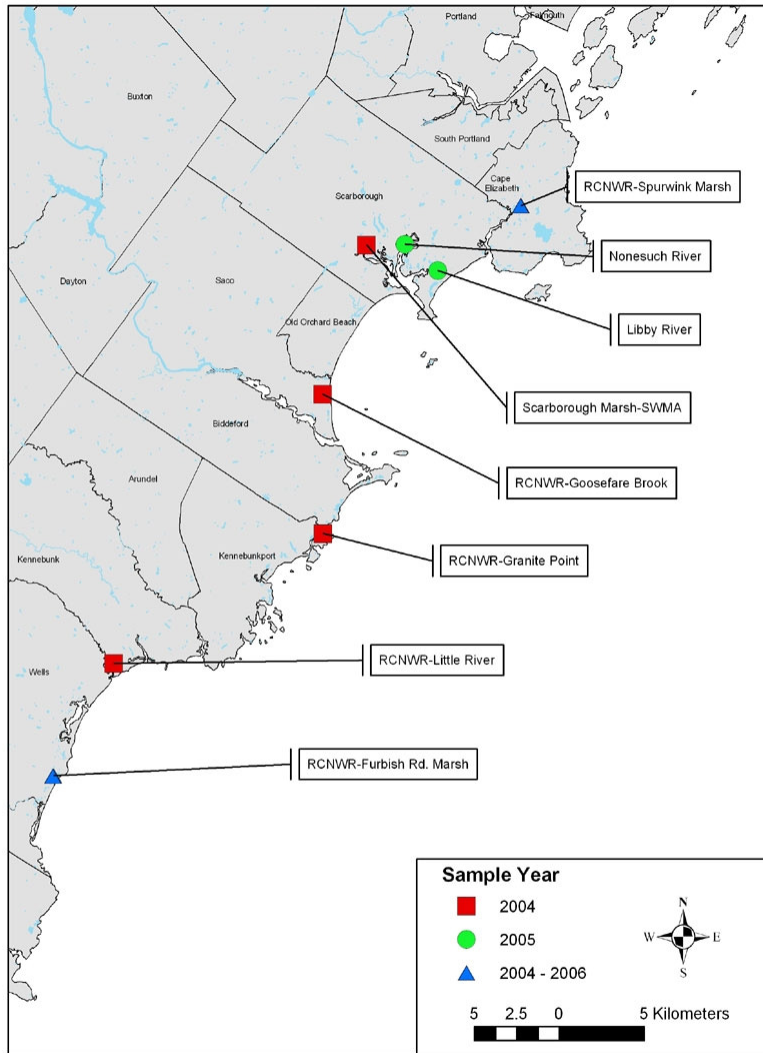 Portland
Falmouth
Buxton
South Portland
Cape
Elizabeth
RCNWR-Spurwink Marsh
Scarborough
Nonesuch River
Dayton
Saco
Old Orchard Beach
Libby River
Scarborough Marsh-SWMA
Biddeford
RCNWR-Goosefare Brook
Arundel
Kennebunk
Kennebunkport
RCNWR-Granite Point
Wells
RCNWR-Little River
RCNWR-Furbish Rd. Marsh
Sample Year
2004
2005
2004 - 2006
N
W E
S
5 2.5 0 5 Kilometers